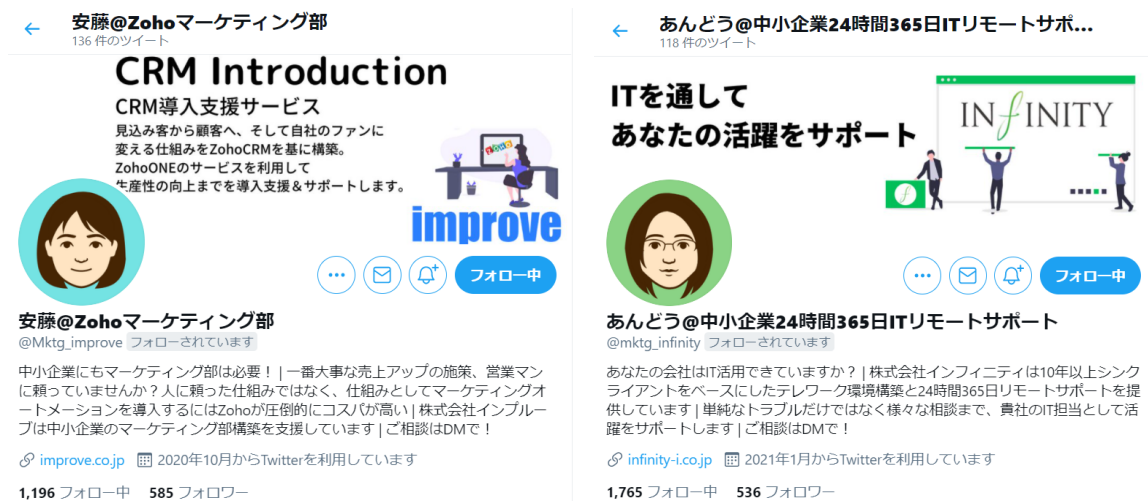 安藤@Zohoマーケティング部
136 件のツイート
CRM Introduction
CRM導入支援サービス
見込み客から顧客へ、そして自社のファンに
変える仕組みをZohoCRMを基に構築。
ZohoONEのサービスを利用して
生産性の向上までを導入支援&サポートします。
ZOHO
improve
フォロー中
安藤@Zohoマーケティング部
@Mktg_improve フォローされています
中小企業にもマーケティング部は必要! | 一番大事な売上アップの施策、営業マン
に頼っていませんか?人に頼った仕組みではなく、仕組みとしてマーケティングオ
ートメーションを導入するにはZohoが圧倒的にコスパが高い | 株式会社インプルー
ブは中小企業のマーケティング部構築を支援しています | ご相談はDMで!
improve.co.jp 2020年10月からTwitterを利用しています
1,196 フォロー中 585 フォロワー
あんどう@中小企業24時間365日ITリモートサポ...
118 件のツイート
ITを通して
あなたの活躍をサポート
INfINITY
フォロー中
あんどう@中小企業24時間365日ITリモートサポート
@mktg_infinity フォローされています
あなたの会社はIT活用できていますか? | 株式会社インフィニティは10年以上シンク
ライアントをベースにしたテレワーク環境構築と24時間365日リモートサポートを提
供しています | 単純なトラブルだけではなく様々な相談まで、貴社のIT担当として活
躍をサポートします | ご相談はDMで!
infinity-i.co.jp 2021年1月からTwitterを利用しています
1,765 フォロー中 536 フォロワー